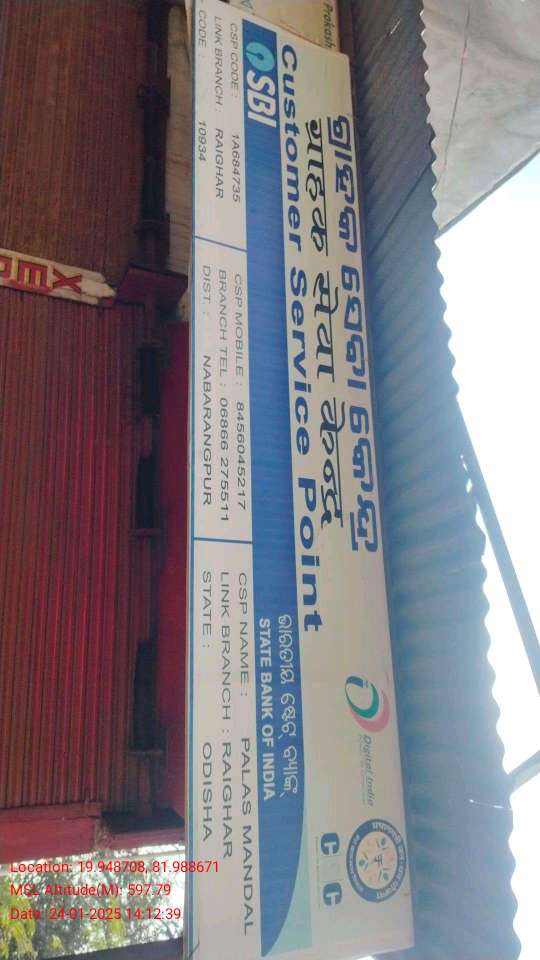 ଗ୍ରାହକ ସେବା କେନ୍ଦ୍ର
ग्राहक सेवा केन्द्र
Customer Service Point
Digital India
CSC
SBI
ଭାରତୀୟ ଷ୍ଟେଟ୍ ବ୍ୟାଙ୍କ
STATE BANK OF INDIA
CSP CODE : 1A684735
LINK BRANCH : RAIGHAR
CODE : 10934
CSP MOBILE : 8456045217
BRANCH TEL : 06866 275511
DIST. : NABARANGPUR
CSP NAME : PALAS MANDAL
LINK BRANCH : RAIGHAR
STATE : ODISHA
Prakash
Location: 19.948708, 81.988671
MSL Altitude(M): 597.79
Date: 24-01-2025 14:12:39